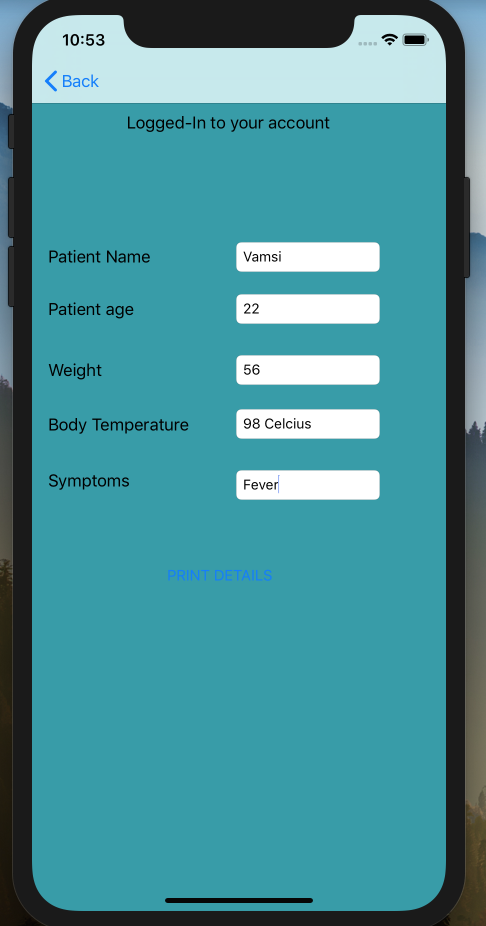 10:53
Back
Logged-In to your account
Patient Name Vamsi
Patient age 22
Weight 56
Body Temperature 98 Celcius
Symptoms Fever
PRINT DETAILS